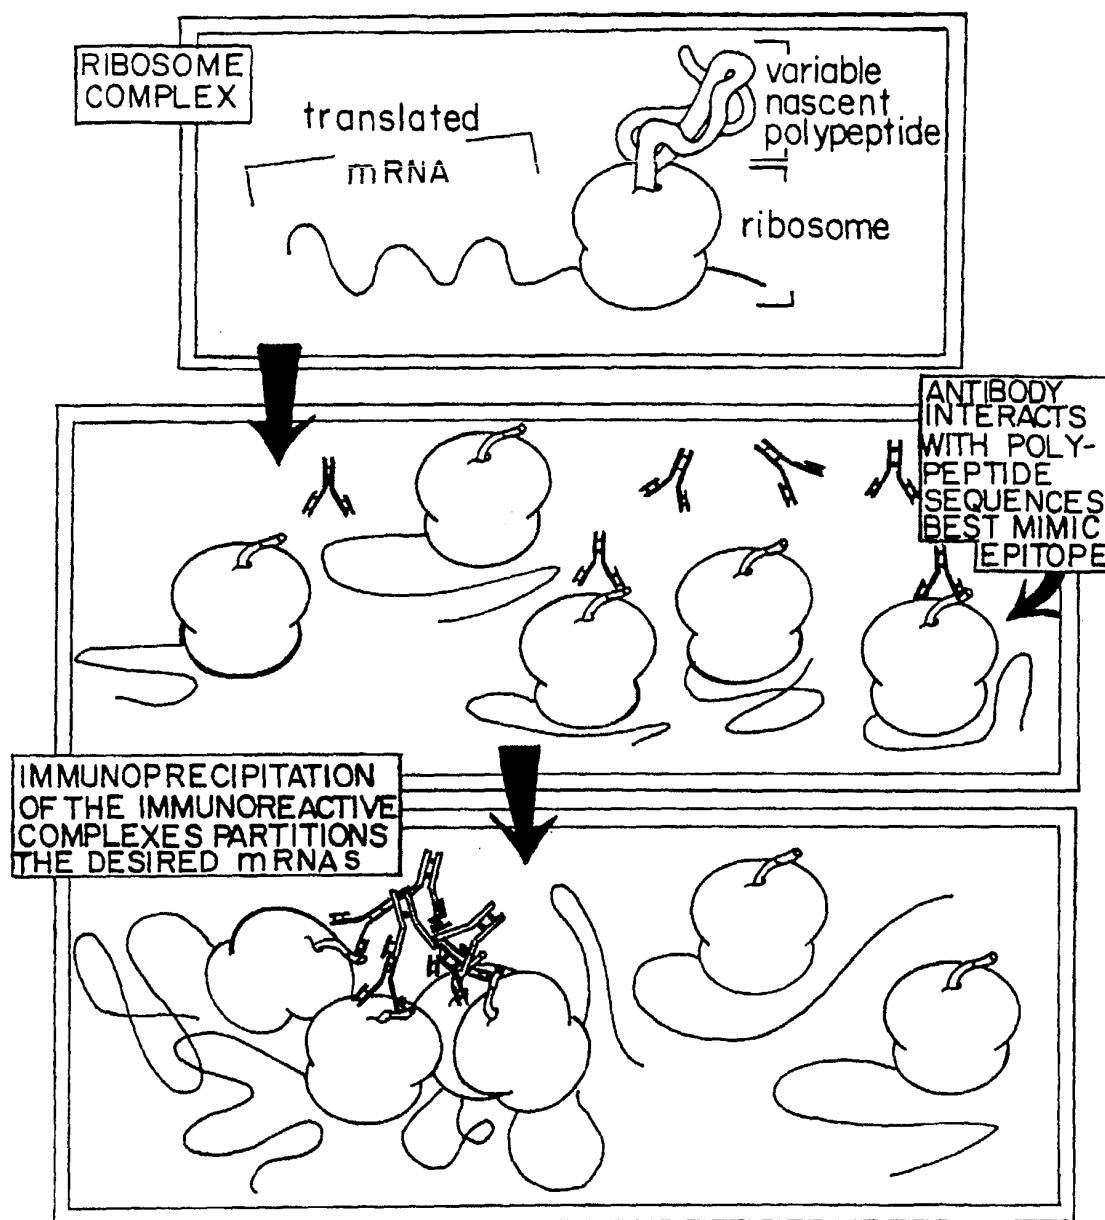 RIBOSOME
COMPLEX
translated
mRNA
variable
nascent
polypeptide
ribosome
ANTIBODY
INTERACTS
WITH POLY-
PEPTIDE
SEQUENCES
BEST MIMIC
EPITOPE
IMMUNOPRECIPITATION
OF THE IMMUNOREACTIVE
COMPLEXES PARTITIONS
THE DESIRED mRNAs